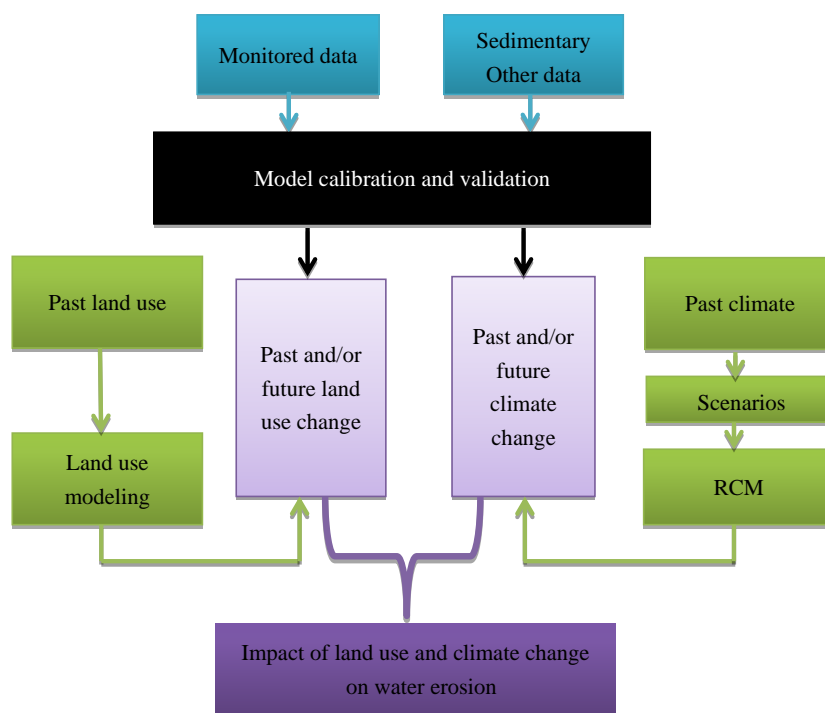 Monitored data
Sedimentary
Other data
Model calibration and validation
Past land use
Past and/or
future land
use change
Past and/or
future
climate
change
Past climate
Scenarios
Land use
modeling
RCM
Impact of land use and climate change
on water erosion